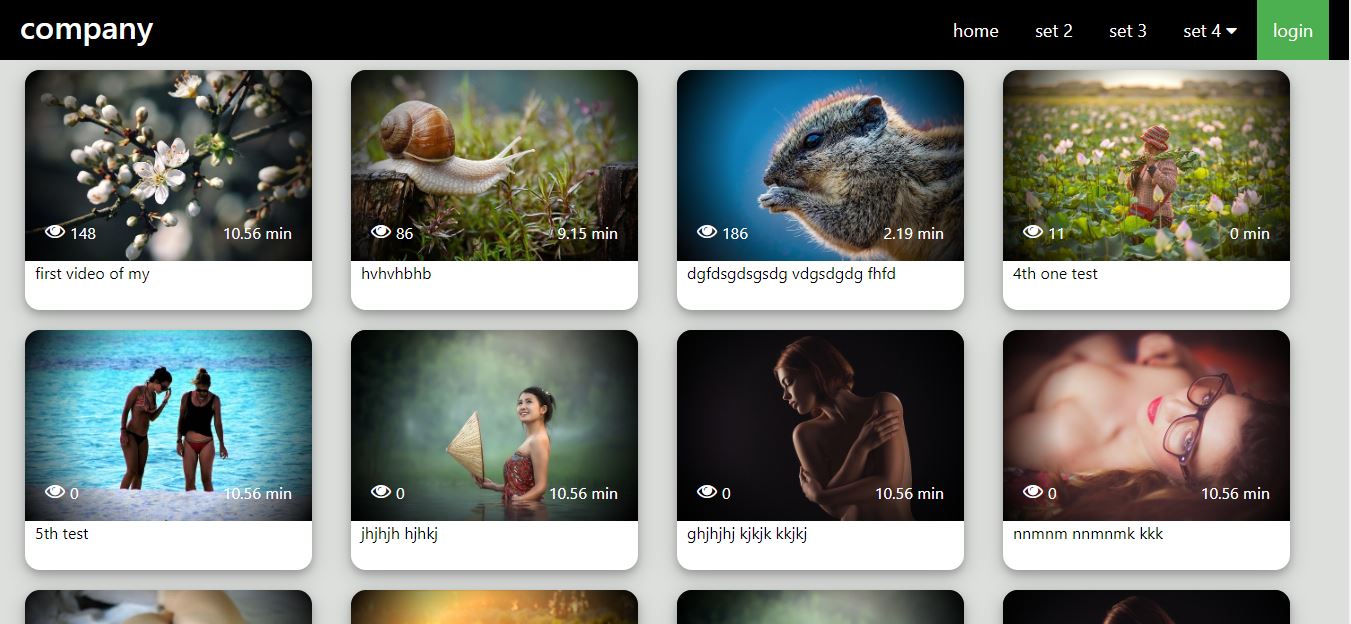 company
home set 2 set 3 set 4 login
148 10.56 min
86 9.15 min
186 2.19 min
11 0 min
first video of my
hvhvhbhb
dgfdsgdsgsdg vdgsdgdg fhfd
4th one test
0 10.56 min
0 10.56 min
0 10.56 min
0 10.56 min
5th test
jhjhjh hjhkj
ghjhjhj kjkjk kkjkj
nnmnm nnmnmk kkk